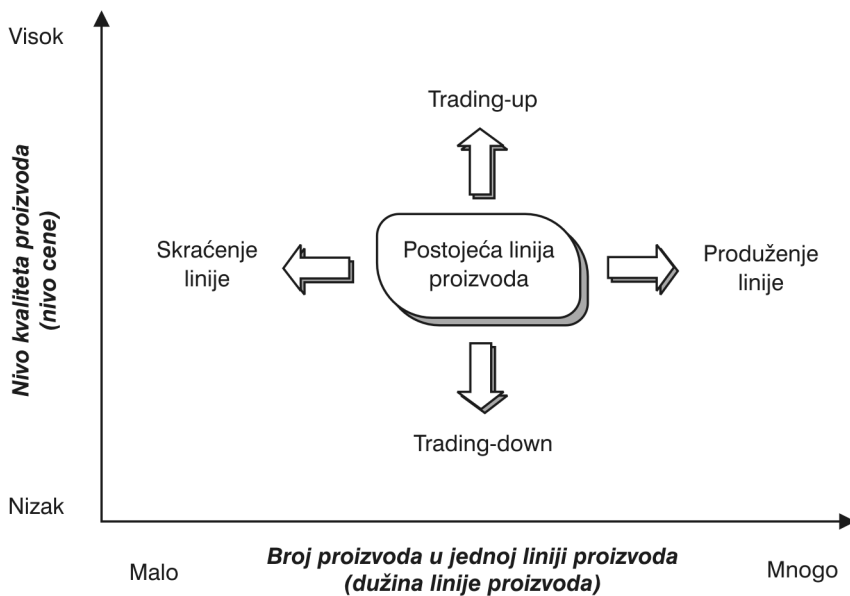 Visok
Trading-up
Nivo kvaliteta proizvoda
(nivo cene)
Skraćenje
linije
Postojeća linija
proizvoda
Produženje
linije
Trading-down
Nizak
Malo
Broj proizvoda u jednoj liniji proizvoda
(dužina linije proizvoda)
Mnogo